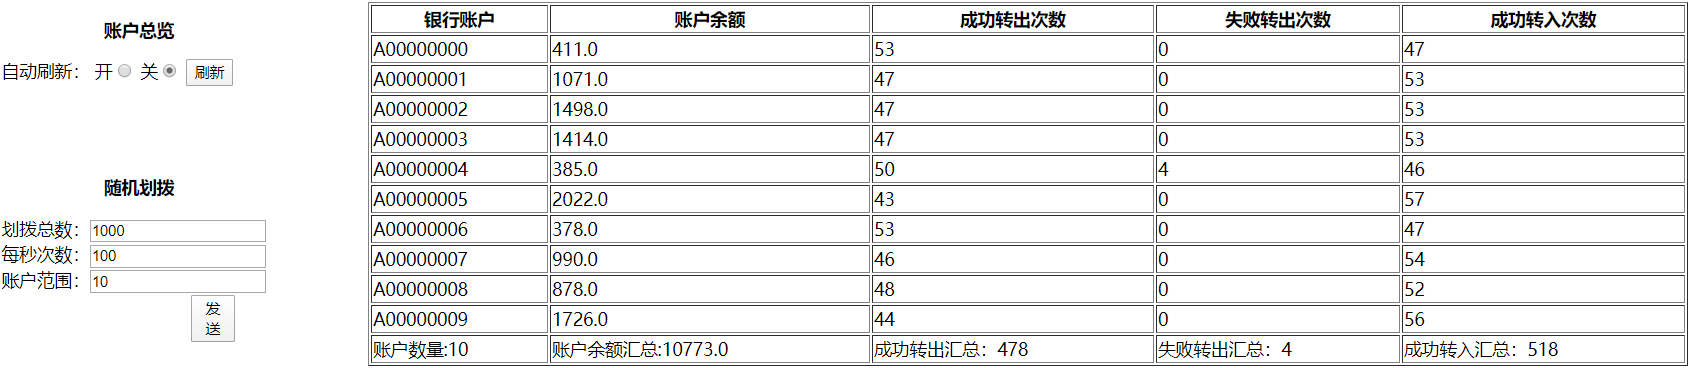 账户总览
自动刷新： 开 关 刷新
随机划拨
划拨总数： 1000
每秒次数： 100
账户范围： 10
发
送
银行账户 账户余额 成功转出次数 失败转出次数 成功转入次数
A00000000 411.0 53 0 47
A00000001 1071.0 47 0 53
A00000002 1498.0 47 0 53
A00000003 1414.0 47 0 53
A00000004 385.0 50 4 46
A00000005 2022.0 43 0 57
A00000006 378.0 53 0 47
A00000007 990.0 46 0 54
A00000008 878.0 48 0 52
A00000009 1726.0 44 0 56
账户数量:10 账户余额汇总:10773.0 成功转出汇总：478 失败转出汇总：4 成功转入汇总：518